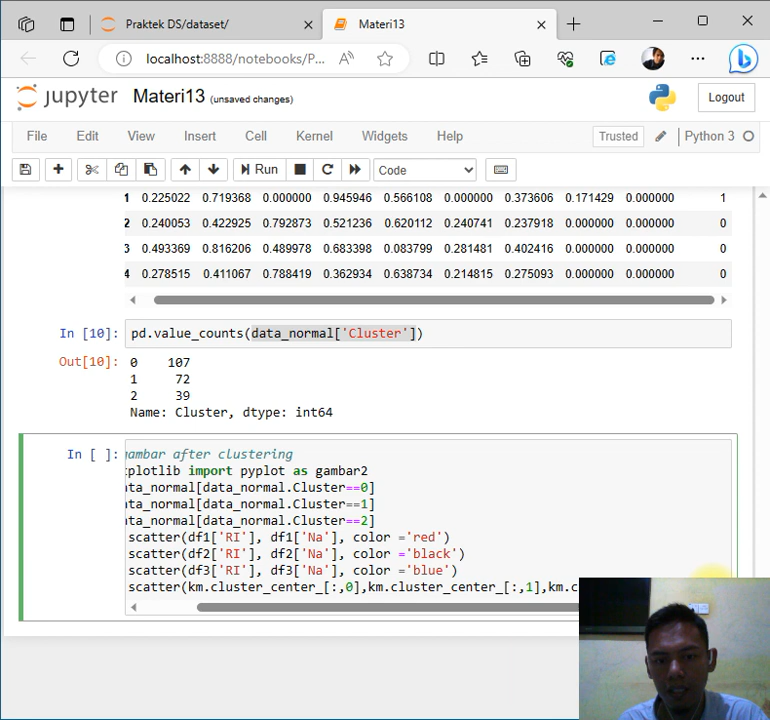 Praktek DS/dataset/
Materi13
localhost:8888/notebooks/P...
jupyter Materi13 (unsaved changes)
Logout
File Edit View Insert Cell Kernel Widgets Help
Trusted
Python 3
Run
Code
1 0.225022 0.719368 0.000000 0.945946 0.566108 0.000000 0.373606 0.171429 0.000000 1
2 0.240053 0.422925 0.792873 0.521236 0.620112 0.240741 0.237918 0.000000 0.000000 0
3 0.493369 0.816206 0.489978 0.683398 0.083799 0.281481 0.402416 0.000000 0.000000 0
4 0.278515 0.411067 0.788419 0.362934 0.638734 0.214815 0.275093 0.000000 0.000000 0
In [10]: pd.value_counts(data_normal['Cluster'])
Out[10]: 0 107
1 72
2 39
Name: Cluster, dtype: int64
In [ ]: gambar after clustering
tplotlib import pyplot as gambar2
ata_normal[data_normal.Cluster==0]
ata_normal[data_normal.Cluster==1]
ata_normal[data_normal.Cluster==2]
scatter(df1['RI'], df1['Na'], color ='red')
scatter(df2['RI'], df2['Na'], color ='black')
scatter(df3['RI'], df3['Na'], color ='blue')
scatter(km.cluster_center_[:,0],km.cluster_center_[:,1],km.c